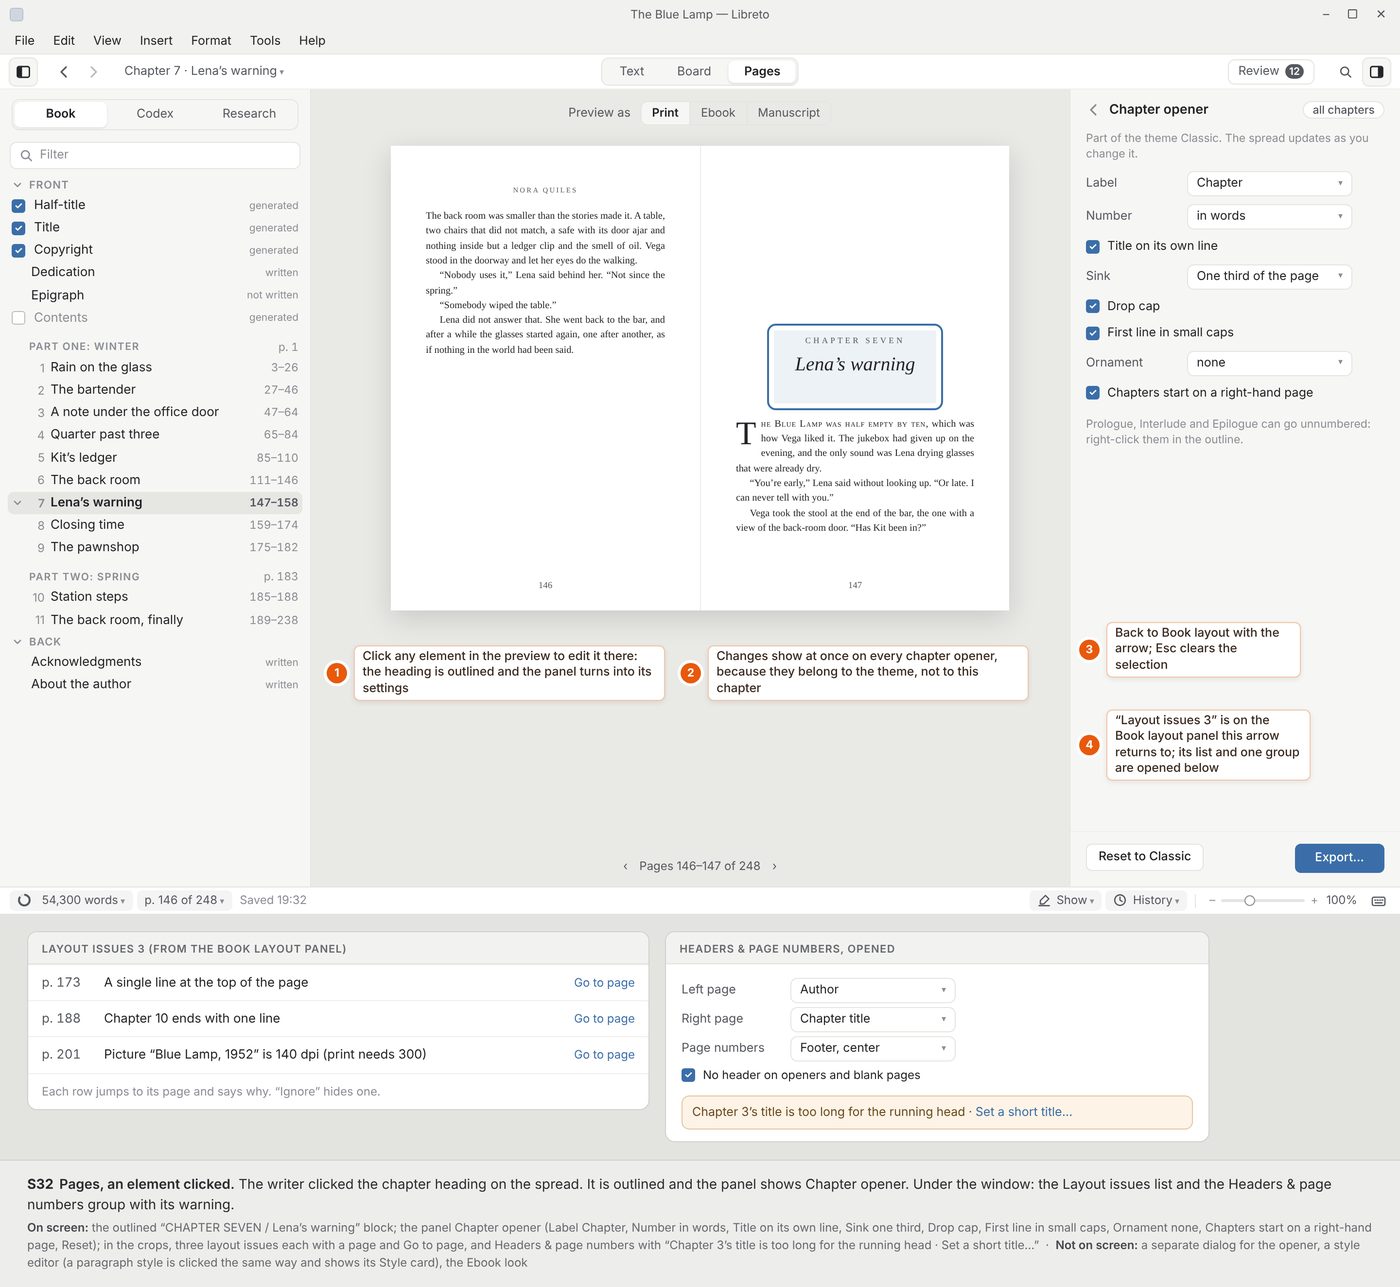 The Blue Lamp — Libreto
File Edit View Insert Format Tools Help
Chapter 7 · Lena’s warning
Text Board Pages
Review 12
Book Codex Research
Filter
FRONT
Half-title generated
Title generated
Copyright generated
Dedication written
Epigraph not written
Contents generated
PART ONE: WINTER p. 1
1 Rain on the glass 3–26
2 The bartender 27–46
3 A note under the office door 47–64
4 Quarter past three 65–84
5 Kit’s ledger 85–110
6 The back room 111–146
7 Lena’s warning 147–158
8 Closing time 159–174
9 The pawnshop 175–182
PART TWO: SPRING p. 183
10 Station steps 185–188
11 The back room, finally 189–238
BACK
Acknowledgments written
About the author written
Preview as Print Ebook Manuscript
NORA QUILES
The back room was smaller than the stories made it. A table,
two chairs that did not match, a safe with its door ajar and
nothing inside but a ledger clip and the smell of oil. Vega
stood in the doorway and let her eyes do the walking.
“Nobody uses it,” Lena said behind her. “Not since the
spring.”
“Somebody wiped the table.”
Lena did not answer that. She went back to the bar, and
after a while the glasses started again, one after another, as
if nothing in the world had been said.
146
CHAPTER SEVEN
Lena’s warning
THE BLUE LAMP WAS HALF EMPTY BY TEN, which was
how Vega liked it. The jukebox had given up on the
evening, and the only sound was Lena drying glasses
that were already dry.
“You’re early,” Lena said without looking up. “Or late. I
can never tell with you.”
Vega took the stool at the end of the bar, the one with a
view of the back-room door. “Has Kit been in?”
147
1 Click any element in the preview to edit it there:
the heading is outlined and the panel turns into its
settings
2 Changes show at once on every chapter opener,
because they belong to the theme, not to this
chapter
‹ Pages 146–147 of 248 ›
Chapter opener all chapters
Part of the theme Classic. The spread updates as you
change it.
Label Chapter
Number in words
Title on its own line
Sink One third of the page
Drop cap
First line in small caps
Ornament none
Chapters start on a right-hand page
Prologue, Interlude and Epilogue can go unnumbered:
right-click them in the outline.
3 Back to Book layout with the
arrow; Esc clears the
selection
4 “Layout issues 3” is on the
Book layout panel this arrow
returns to; its list and one group
are opened below
Reset to Classic Export…
54,300 words p. 146 of 248 Saved 19:32
Show History − + 100%
LAYOUT ISSUES 3 (FROM THE BOOK LAYOUT PANEL)
p. 173 A single line at the top of the page Go to page
p. 188 Chapter 10 ends with one line Go to page
p. 201 Picture “Blue Lamp, 1952” is 140 dpi (print needs 300) Go to page
Each row jumps to its page and says why. “Ignore” hides one.
HEADERS & PAGE NUMBERS, OPENED
Left page Author
Right page Chapter title
Page numbers Footer, center
No header on openers and blank pages
Chapter 3’s title is too long for the running head · Set a short title…
S32 Pages, an element clicked. The writer clicked the chapter heading on the spread. It is outlined and the panel shows Chapter opener. Under the window: the Layout issues list and the Headers & page
numbers group with its warning.
On screen: the outlined “CHAPTER SEVEN / Lena’s warning” block; the panel Chapter opener (Label Chapter, Number in words, Title on its own line, Sink one third, Drop cap, First line in small caps, Ornament none, Chapters start on a right-hand
page, Reset); in the crops, three layout issues each with a page and Go to page, and Headers & page numbers with “Chapter 3’s title is too long for the running head · Set a short title…” · Not on screen: a separate dialog for the opener, a style
editor (a paragraph style is clicked the same way and shows its Style card), the Ebook look